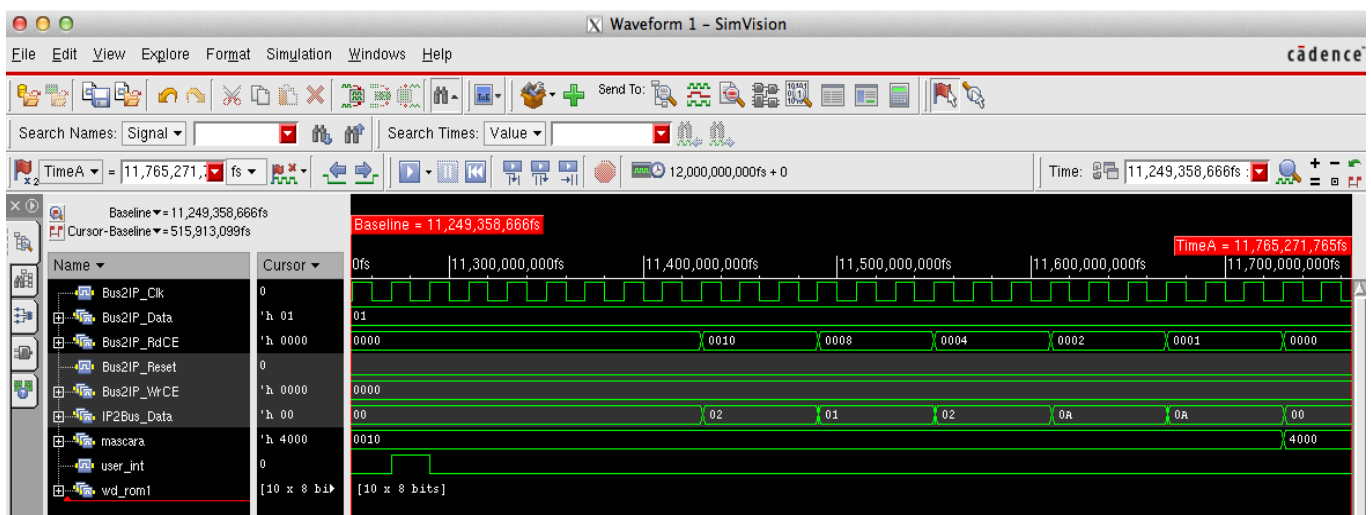 Waveform 1 – SimVision
File Edit View Explore Format Simulation Windows Help
cādence
Send To:
Search Names: Signal
Search Times: Value
x2 TimeA = 11,765,271, fs
12,000,000,000fs + 0
Time: 11,249,358,666fs :
Baseline = 11,249,358,666fs
Cursor-Baseline = 515,913,099fs
Baseline = 11,249,358,666fs
TimeA = 11,765,271,765fs
Name Cursor 0fs 11,300,000,000fs 11,400,000,000fs 11,500,000,000fs 11,600,000,000fs 11,700,000,000fs
Bus2IP_Clk 0
Bus2IP_Data 'h 01 01
Bus2IP_RdCE 'h 0000 0000 0010 0008 0004 0002 0001 0000
Bus2IP_Reset 0
Bus2IP_WrCE 'h 0000 0000
IP2Bus_Data 'h 00 00 02 01 02 0A 0A 00
mascara 'h 4000 0010 4000
user_int 0
wd_rom1 [10 x 8 bi [10 x 8 bits]